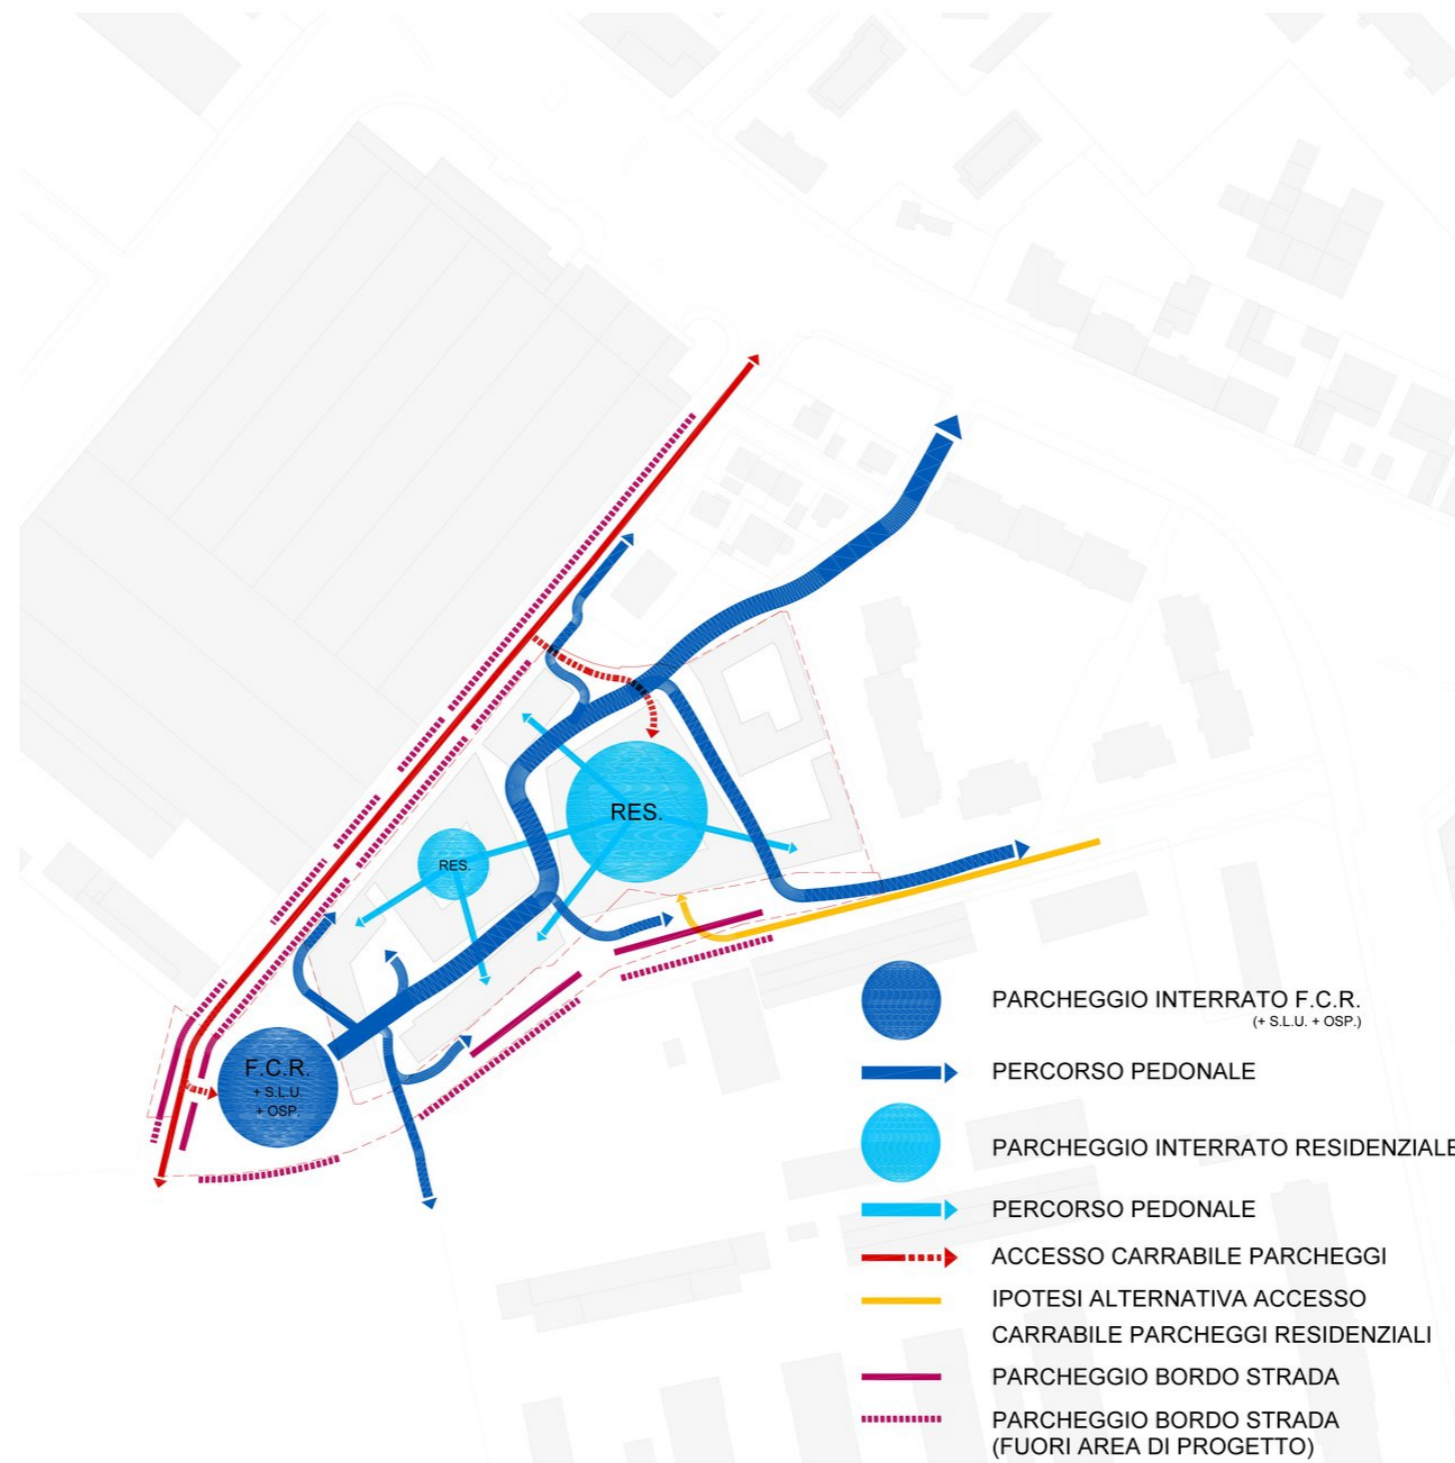 RES.
RES.
F.C.R.
+ S.L.U.
+ OSP.
PARCHEGGIO INTERRATO F.C.R.
(+ S.L.U. + OSP.)
PERCORSO PEDONALE
PARCHEGGIO INTERRATO RESIDENZIALE
PERCORSO PEDONALE
ACCESSO CARRABILE PARCHEGGI
IPOTESI ALTERNATIVA ACCESSO
CARRABILE PARCHEGGI RESIDENZIALI
PARCHEGGIO BORDO STRADA
PARCHEGGIO BORDO STRADA
(FUORI AREA DI PROGETTO)